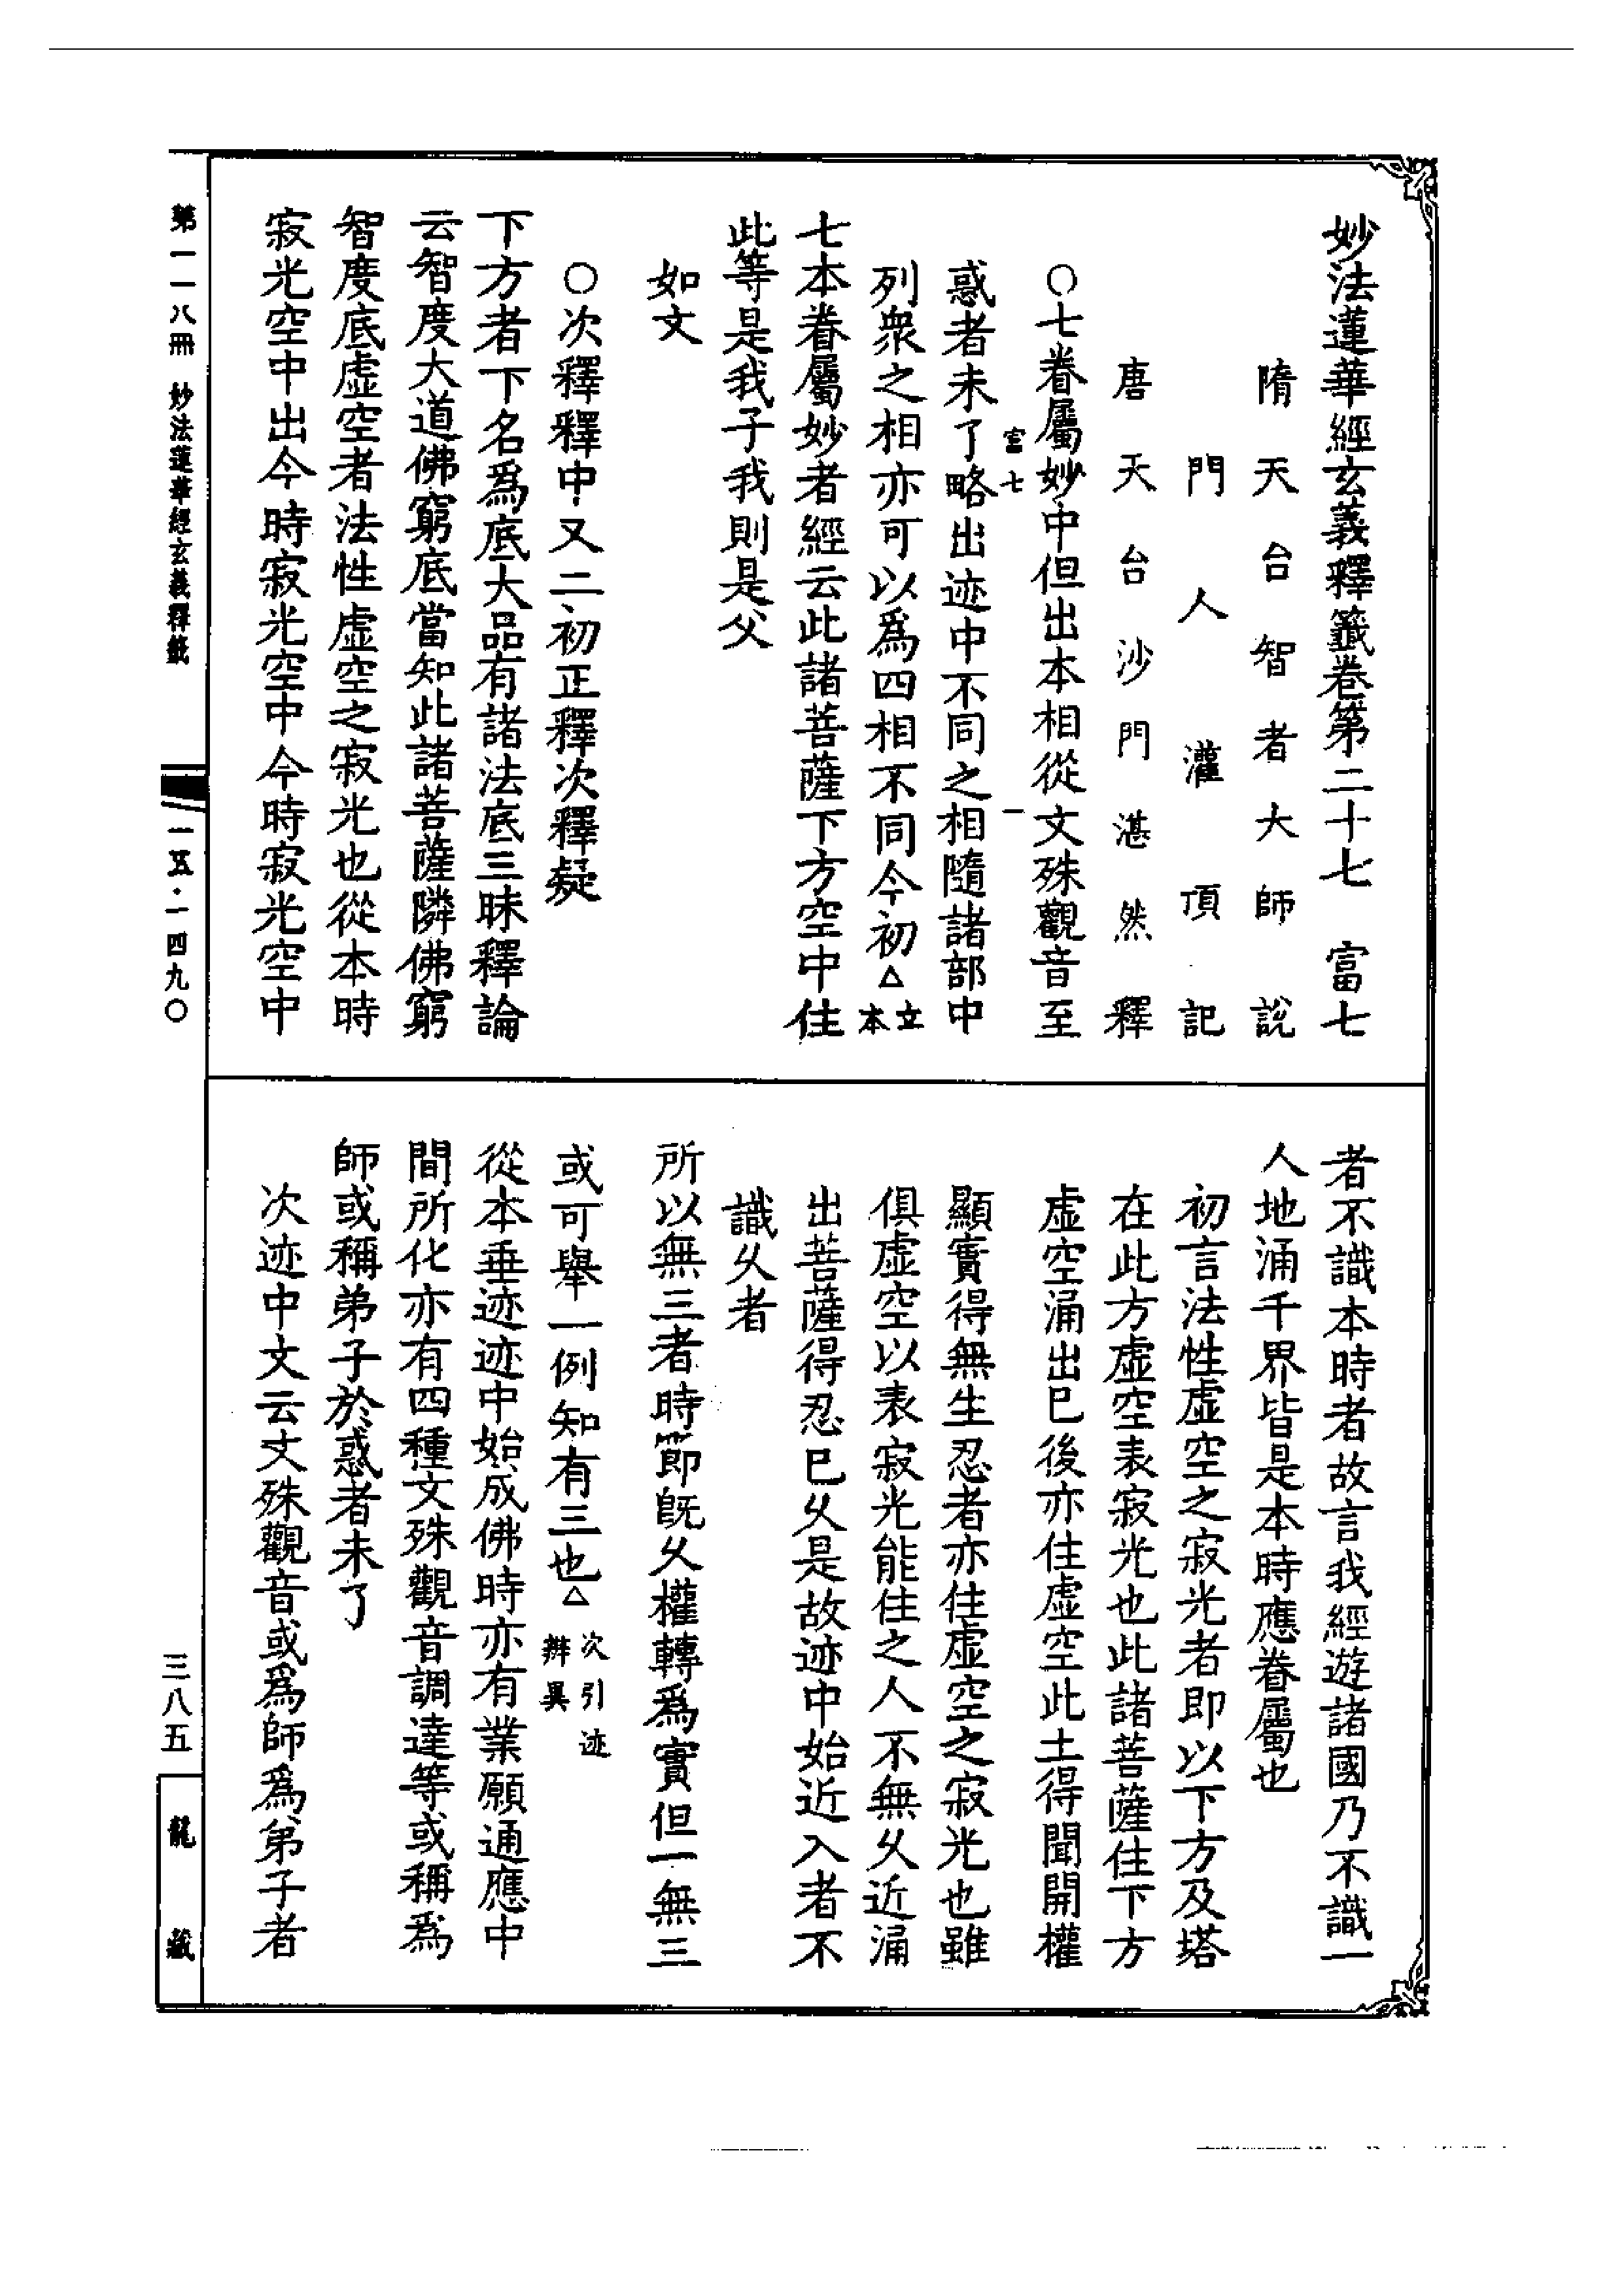 妙法蓮華經玄義釋籤卷第二十七　富七
隋天台智者大師說
門人灌頂記
唐天台沙門湛然釋
○七眷屬妙中但出本相從文殊觀音至
富七　一
惑者未了略出迹中不同之相隨諸部中
列衆之相亦可以爲四相不同今初△立本
七本眷屬妙者經云此諸菩薩下方空中住
此等是我子我則是父
如文
○次釋釋中又二初正釋次釋疑
下方者下名爲底大品有諸法底三昧釋論
云智度大道佛窮底當知此諸菩薩隣佛窮
智度底虛空者法性虛空之寂光也從本時
寂光空中出今時寂光空中今時寂光空中
者不識本時者故言我經遊諸國乃不識一
人地涌千界皆是本時應眷屬也
初言法性虛空之寂光者即以下方及塔
在此方虛空表寂光也此諸菩薩住下方
虛空涌出已後亦住虛空此土得聞開權
顯實得無生忍者亦住虛空之寂光也雖
俱虛空以表寂光能住之人不無久近涌
出菩薩得忍已久是故迹中始近入者不
識久者
所以無三者時節旣久權轉爲實但一無三
或可舉一例知有三也△次引迹辨異
從本垂迹迹中始成佛時亦有業願通應中
間所化亦有四種文殊觀音調達等或稱爲
師或稱弟子於惑者未了
次迹中文云文殊觀音或爲師爲弟子者
第一一八冊　妙法蓮華經玄義釋籤
一五·一四九〇
三八五
龍藏